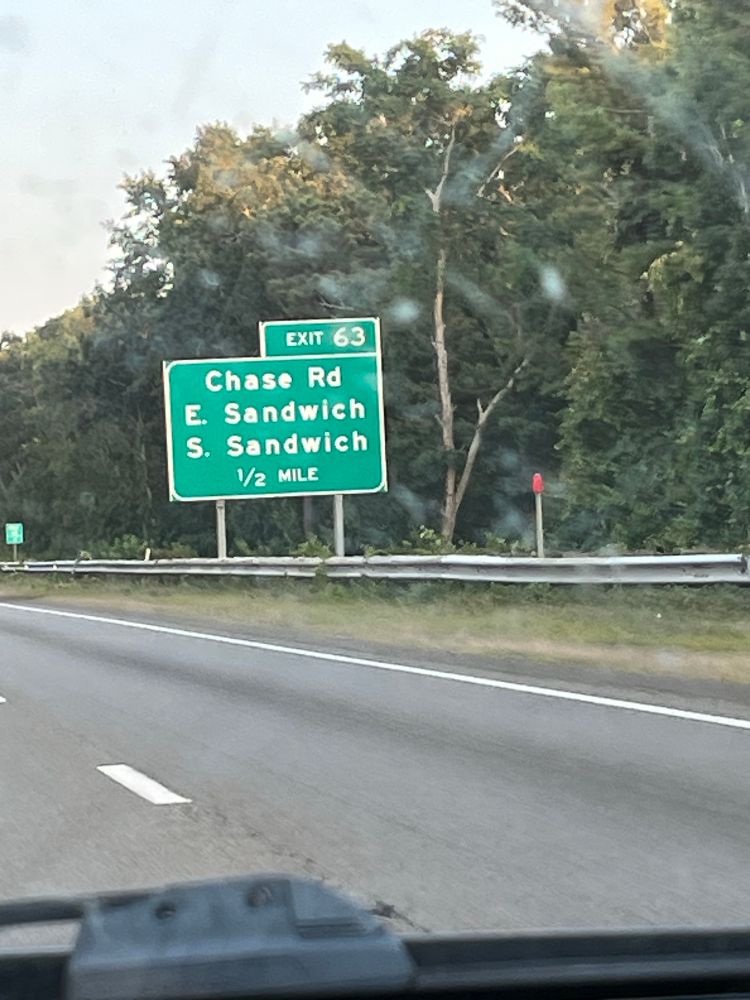 EXIT 63
Chase Rd
E. Sandwich
S. Sandwich
1/2 MILE